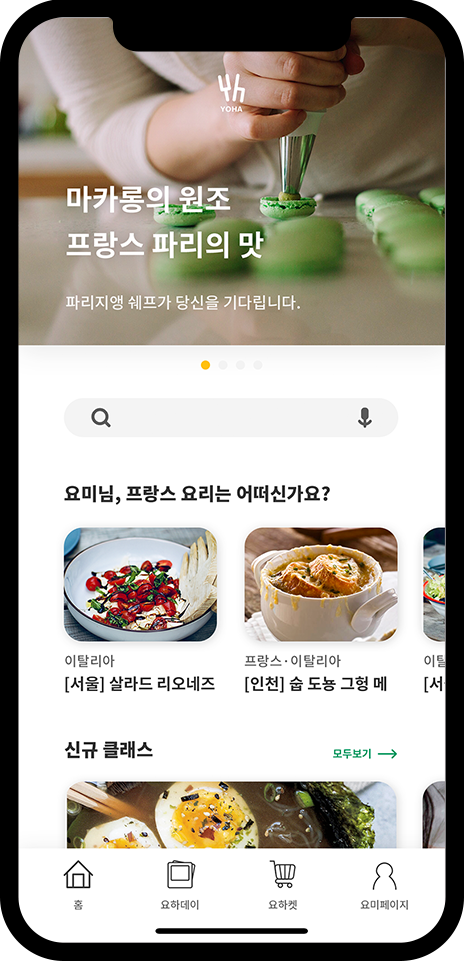 Yh
YOHA
마카롱의 원조
프랑스 파리의 맛
파리지앵 쉐프가 당신을 기다립니다.
요미님, 프랑스 요리는 어떠신가요?
이탈리아
프랑스·이탈리아
이탈
[서울] 살라드 리오네즈
[인천] 숩 도뇽 그헝 메
[서
신규 클래스
모두보기
홈
요하데이
요하켓
요미페이지